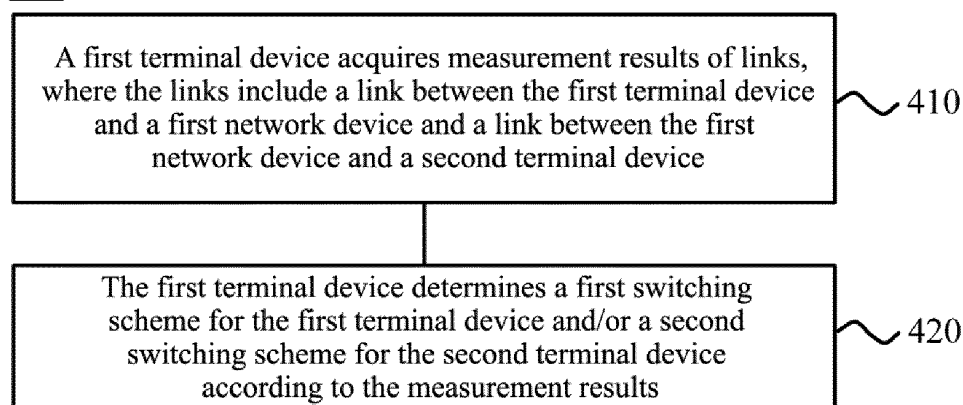 A first terminal device acquires measurement results of links,
where the links include a link between the first terminal device
and a first network device and a link between the first
network device and a second terminal device
410
The first terminal device determines a first switching
scheme for the first terminal device and/or a second
switching scheme for the second terminal device
according to the measurement results
420